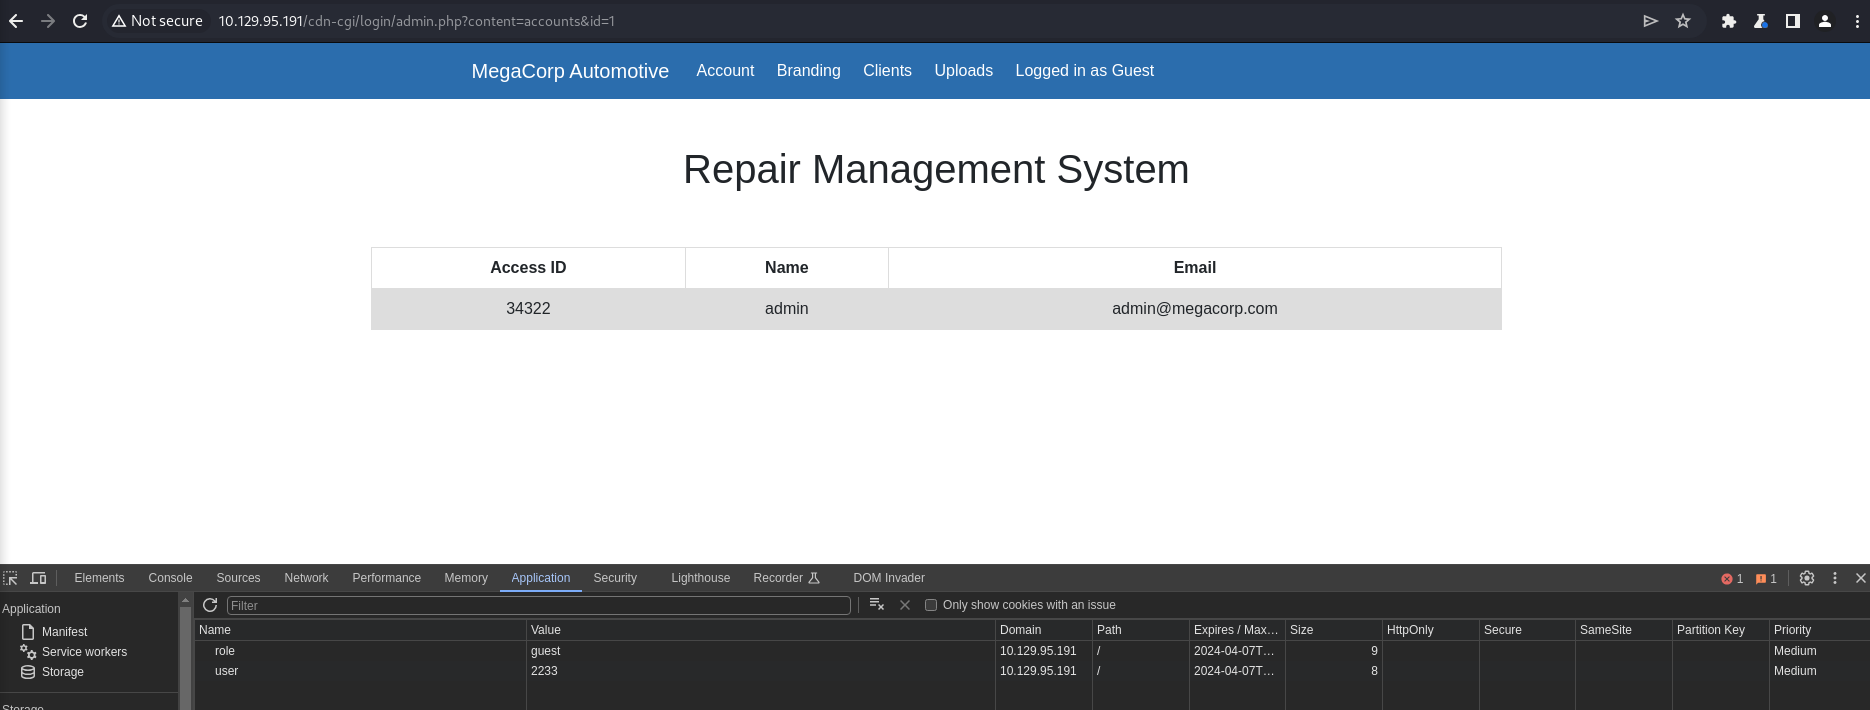 Not secure 10.129.95.191/cdn-cgi/login/admin.php?content=accounts&id=1
MegaCorp Automotive Account Branding Clients Uploads Logged in as Guest
Repair Management System
Access ID Name Email
34322 admin admin@megacorp.com
Elements Console Sources Network Performance Memory Application Security Lighthouse Recorder DOM Invader 1 1
Application
Filter
Only show cookies with an issue
Manifest
Service workers
Storage
Storage
Name Value Domain Path Expires / Max... Size HttpOnly Secure SameSite Partition Key Priority
role guest 10.129.95.191 / 2024-04-07T... 9 Medium
user 2233 10.129.95.191 / 2024-04-07T... 8 Medium